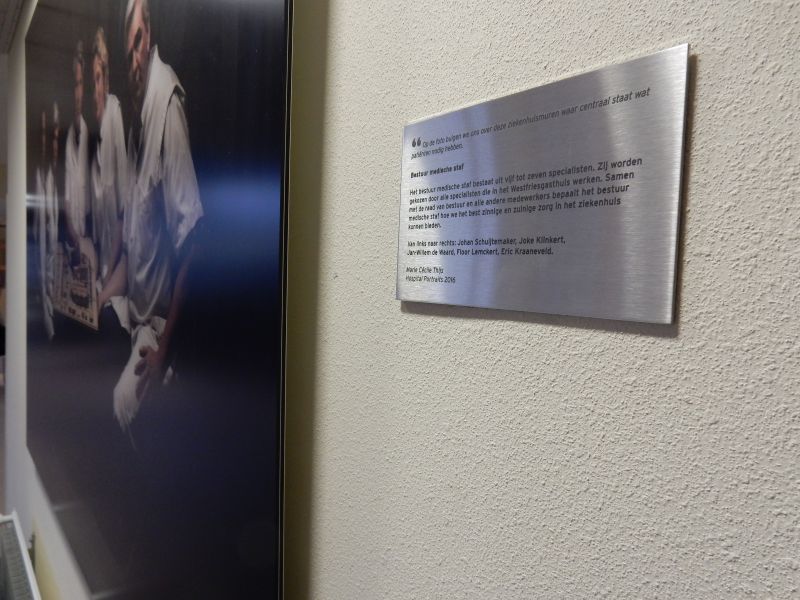 “ Op de foto buigen we ons over deze ziekenhuismuren waar centraal staat wat
patiënten nodig hebben.
Bestuur medische staf
Het bestuur medische staf bestaat uit vijf tot zeven specialisten. Zij worden
gekozen door alle specialisten die in het Westfriesgasthuis werken. Samen
met de raad van bestuur en alle andere medewerkers bepaalt het bestuur
medische staf hoe we het best zinnige en zuinige zorg in het ziekenhuis
kunnen bieden.
Van links naar rechts: Johan Schuijtemaker, Joke Klinkert,
Jan-Willem de Waard, Floor Lemckert, Eric Kraaneveld.
Marie Cécile Thijs
Hospital Portraits 2016